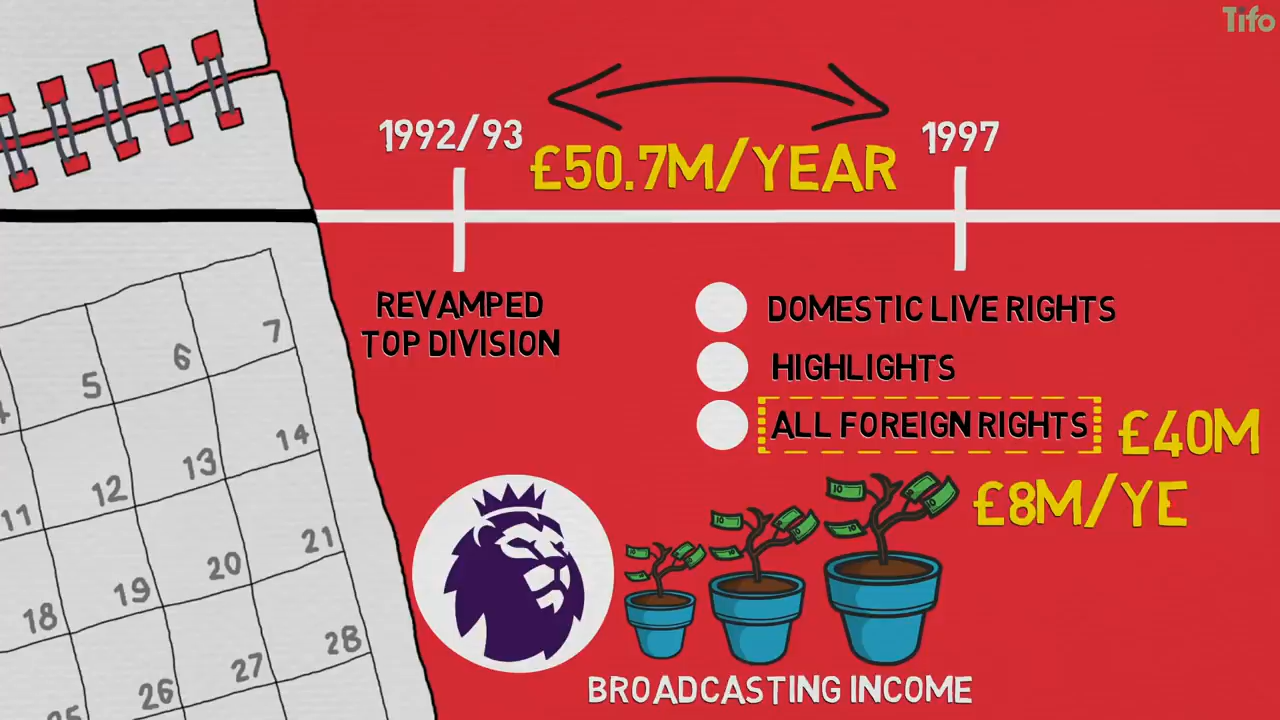 Tifo
1992/93
£50.7M/YEAR
1997
REVAMPED
TOP DIVISION
DOMESTIC LIVE RIGHTS
HIGHLIGHTS
ALL FOREIGN RIGHTS
£40M
£8M/YE
BROADCASTING INCOME
5
6
7
11
12
13
14
18
19
20
21
26
27
28